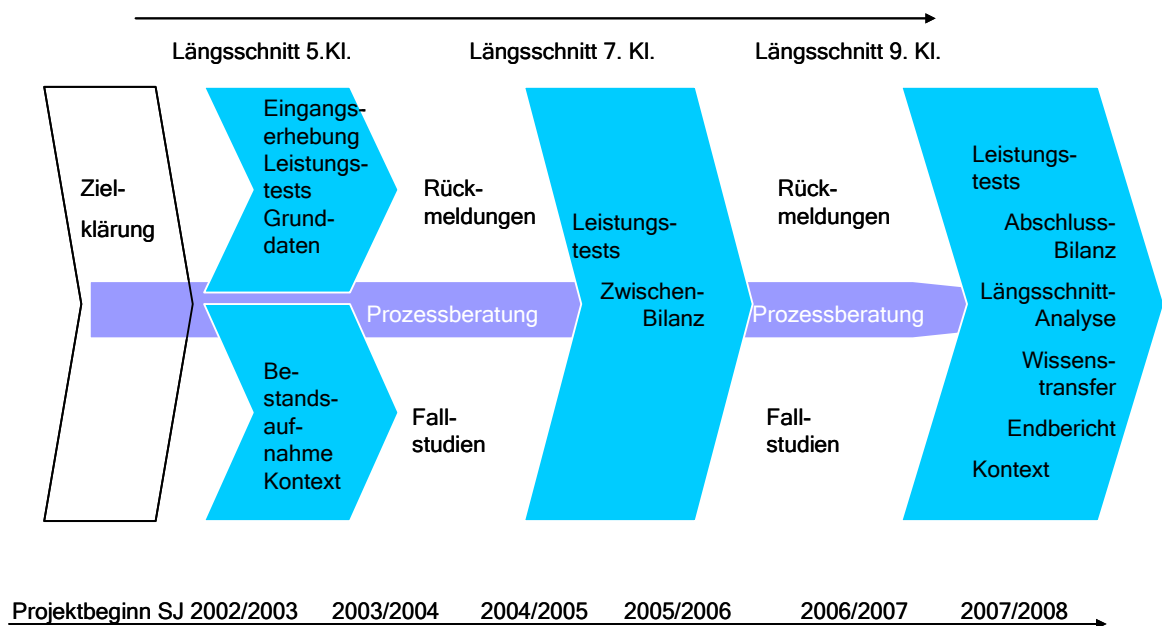 Längsschnitt 5.Kl.
Längsschnitt 7. Kl.
Längsschnitt 9. Kl.
Ziel-
klärung
Eingangs-
erhebung
Leistungs-
tests
Grund-
daten
Be-
stands-
auf-
nahme
Kontext
Rück-
meldungen
Prozessberatung
Fall-
studien
Leistungs-
tests
Zwischen-
Bilanz
Rück-
meldungen
Prozessberatung
Fall-
studien
Leistungs-
tests
Abschluss-
Bilanz
Längsschnitt-
Analyse
Wissens-
transfer
Endbericht
Kontext
Projektbeginn SJ 2002/2003 2003/2004 2004/2005 2005/2006 2006/2007 2007/2008